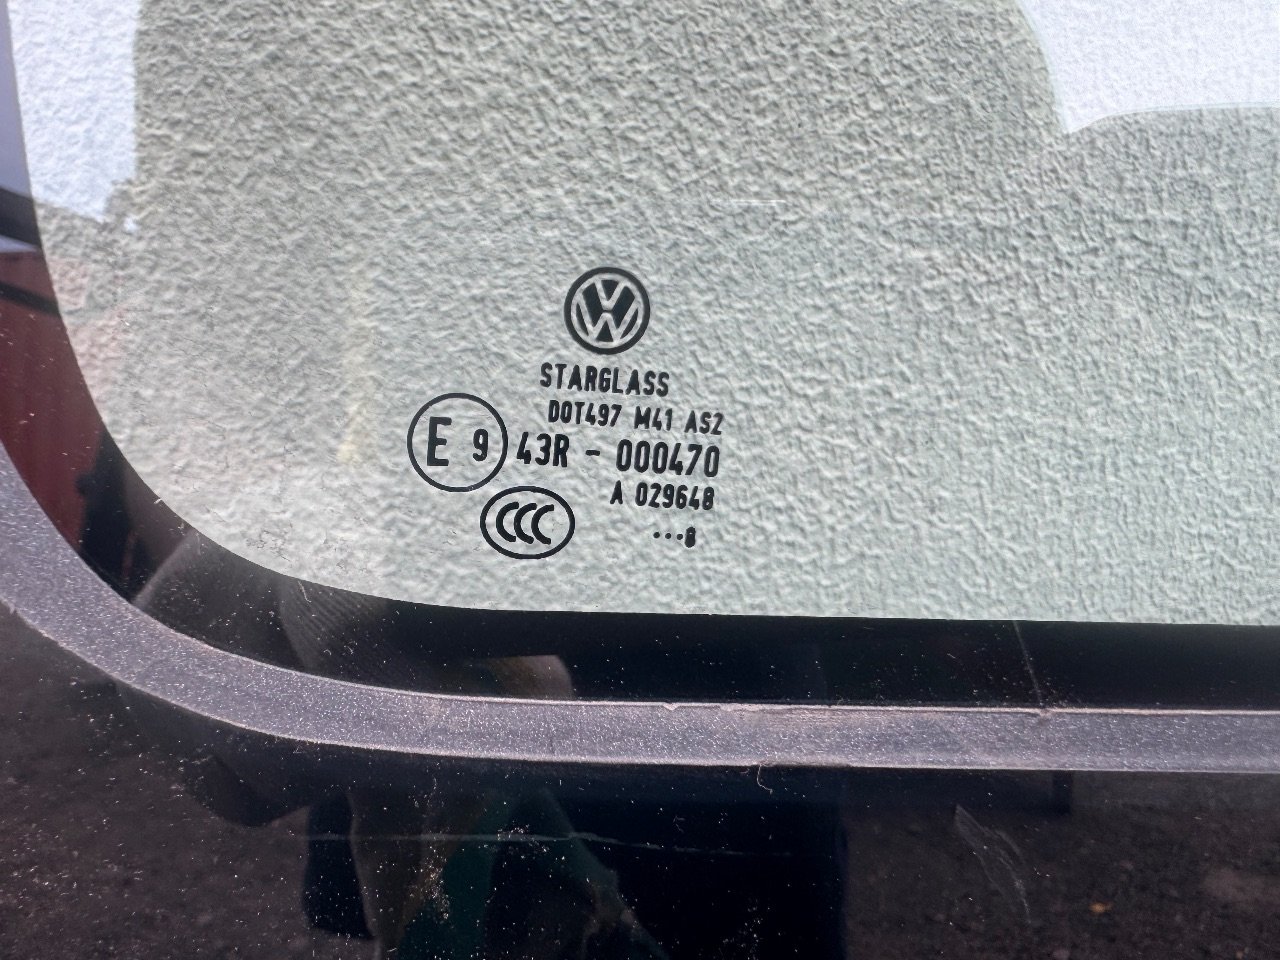 VW
STARGLASS
DOT497 M41 AS2
E 9 43R - 000470
A 029648
CCC
...8